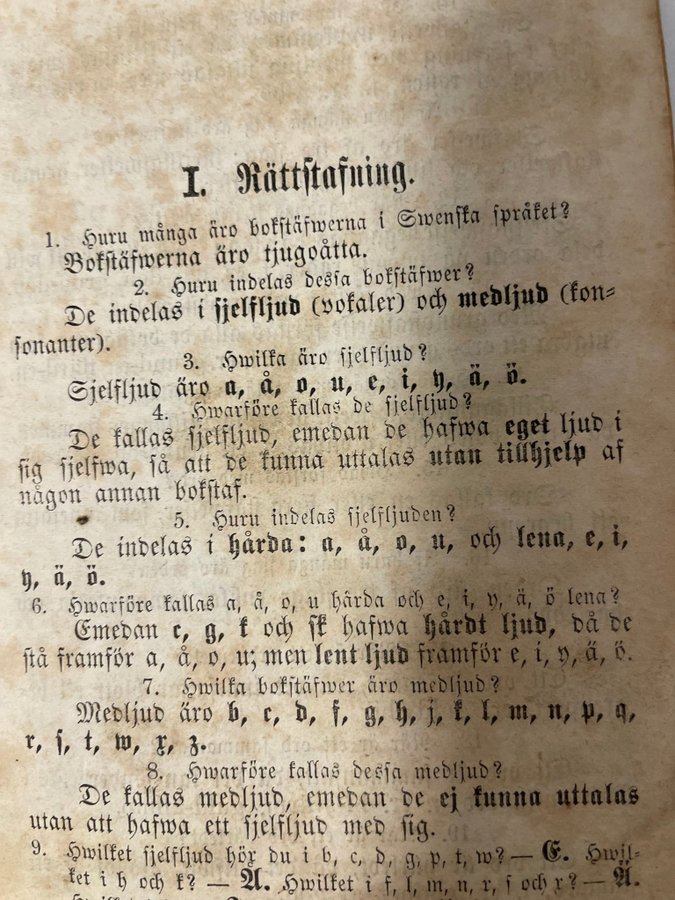 I. Rättstafning.
1. Huru många äro bokstäfwerna i Swenska språket?
Bokstäfwerna äro tjugoåtta.
2. Huru indelas dessa bokstäfwer?
De indelas i sjelfljud (vokaler) och medljud (kon-
sonanter).
3. Hwilka äro sjelfljud?
Sjelfljud äro a, å, o, u, e, i, y, ä, ö.
4. Hwarföre kallas de sjelfljud?
De kallas sjelfljud, emedan de hafwa eget ljud i
sig sjelfwa, så att de kunna uttalas utan tillhjelp af
någon annan bokstaf.
5. Huru indelas sjelfljuden?
De indelas i hårda: a, å, o, u, och lena, e, i,
y, ä, ö.
6. Hwarföre kallas a, å, o, u hårda och e, i, y, ä, ö lena?
Emedan c, g, k och sk hafwa hårdt ljud, då de
stå framför a, å, o, u; men lent ljud framför e, i, y, ä, ö.
7. Hwilka bokstäfwer äro medljud?
Medljud äro b, c, d, f, g, h, j, k, l, m, n, p, q,
r, s, t, w, x, z.
8. Hwarföre kallas dessa medljud?
De kallas medljud, emedan de ej kunna uttalas
utan att hafwa ett sjelfljud med sig.
9. Hwilket sjelfljud hör du i b, c, d, g, p, t, w? — E. Hwil-
ket i h och k? — Å. Hwilket i f, l, m, n, r, s och x? — Ä.